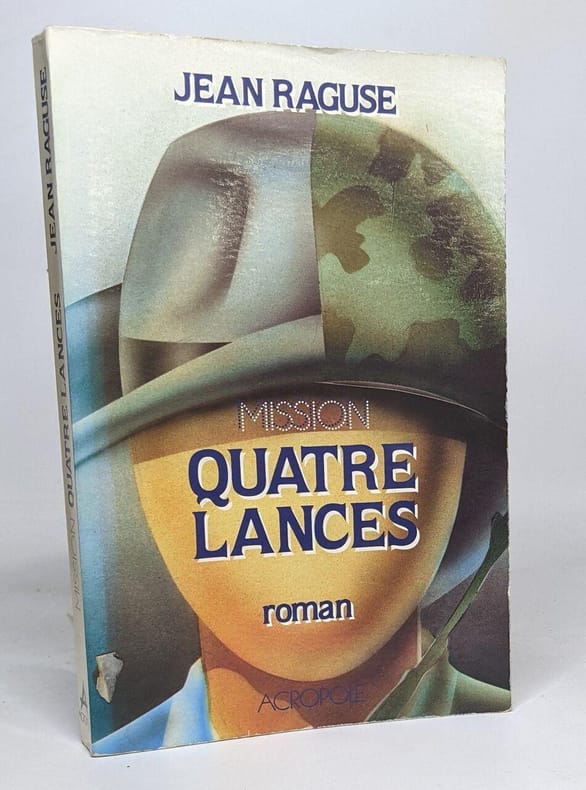 JEAN RAGUSE
MISSION
QUATRE
LANCES
roman
ACROPOLE
MISSION QUATRE LANCES JEAN RAGUSE